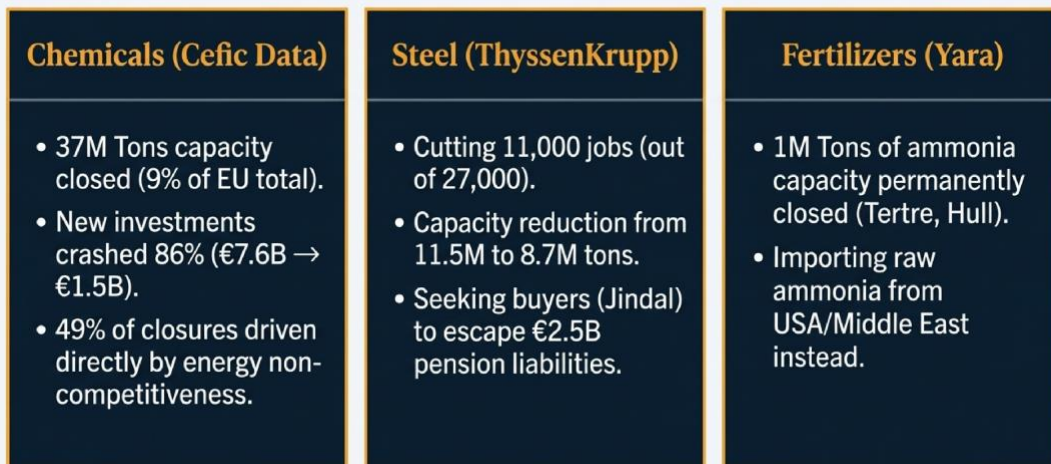 Chemicals (Cefic Data)
• 37M Tons capacity
closed (9% of EU total).
• New investments
crashed 86% (€7.6B →
€1.5B).
• 49% of closures driven
directly by energy non-
competitiveness.
Steel (ThyssenKrupp)
• Cutting 11,000 jobs (out
of 27,000).
• Capacity reduction from
11.5M to 8.7M tons.
• Seeking buyers (Jindal)
to escape €2.5B
pension liabilities.
Fertilizers (Yara)
• 1M Tons of ammonia
capacity permanently
closed (Tertre, Hull).
• Importing raw
ammonia from
USA/Middle East
instead.